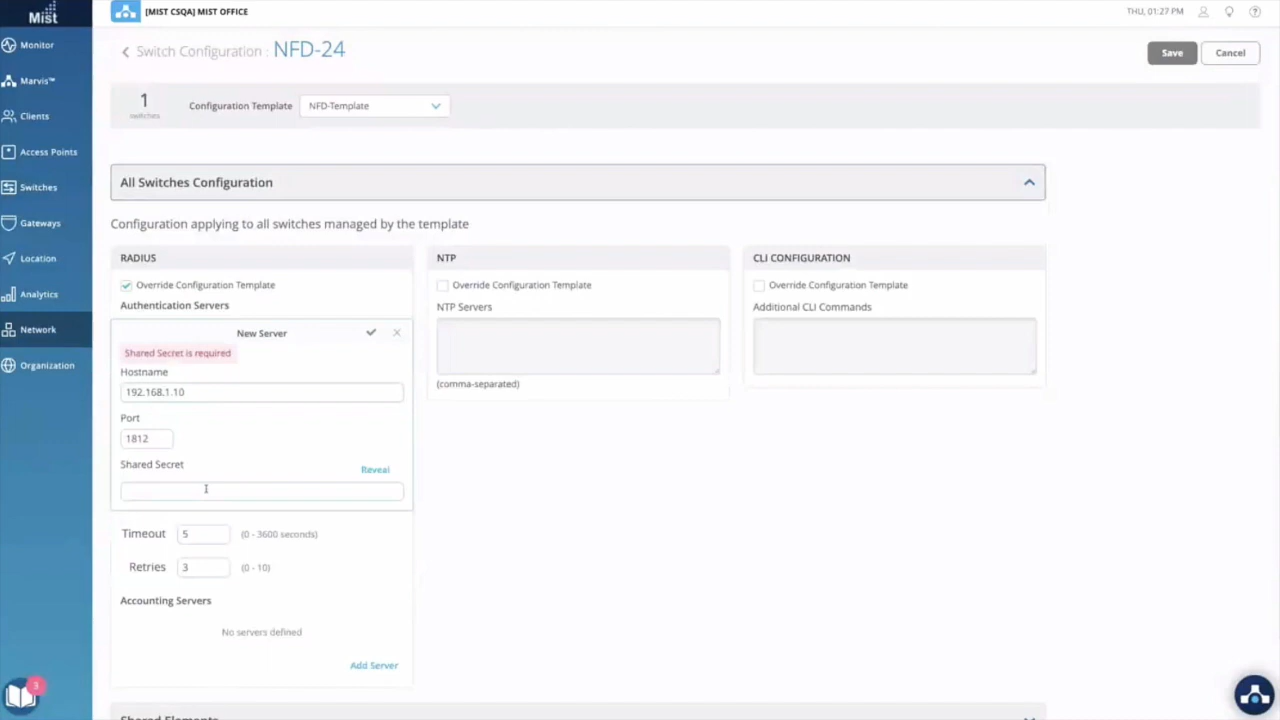 Mist
[MIST CSQA] MIST OFFICE
THU, 01:27 PM
Monitor
Marvis™
Clients
Access Points
Switches
Gateways
Location
Analytics
Network
Organization
3
Switch Configuration : NFD-24
Save
Cancel
1
switches
Configuration Template
NFD-Template
All Switches Configuration
Configuration applying to all switches managed by the template
RADIUS
Override Configuration Template
Authentication Servers
New Server
Shared Secret is required
Hostname
192.168.1.10
Port
1812
Shared Secret
Reveal
Timeout 5 (0 - 3600 seconds)
Retries 3 (0 - 10)
Accounting Servers
No servers defined
Add Server
NTP
Override Configuration Template
NTP Servers
(comma-separated)
CLI CONFIGURATION
Override Configuration Template
Additional CLI Commands
Shared Elements